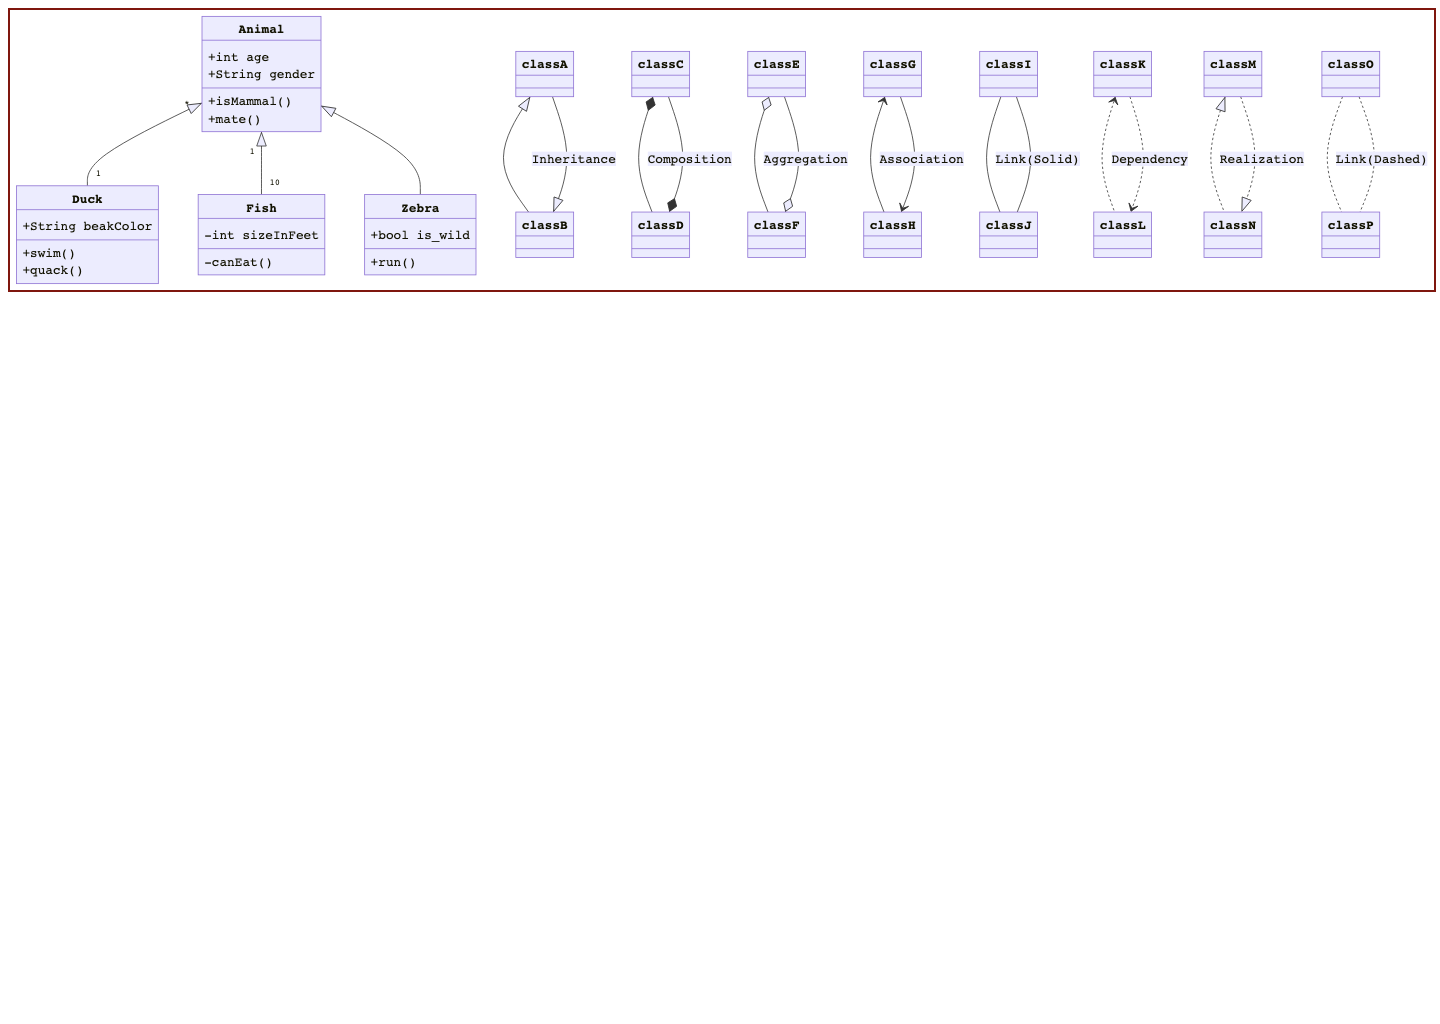 Animal
+int age
+String gender
+isMammal()
+mate()
*
1
1
10
Duck
+String beakColor
+swim()
+quack()
Fish
-int sizeInFeet
-canEat()
Zebra
+bool is_wild
+run()
classA
Inheritance
classB
classC
Composition
classD
classE
Aggregation
classF
classG
Association
classH
classI
Link(Solid)
classJ
classK
Dependency
classL
classM
Realization
classN
classO
Link(Dashed)
classP